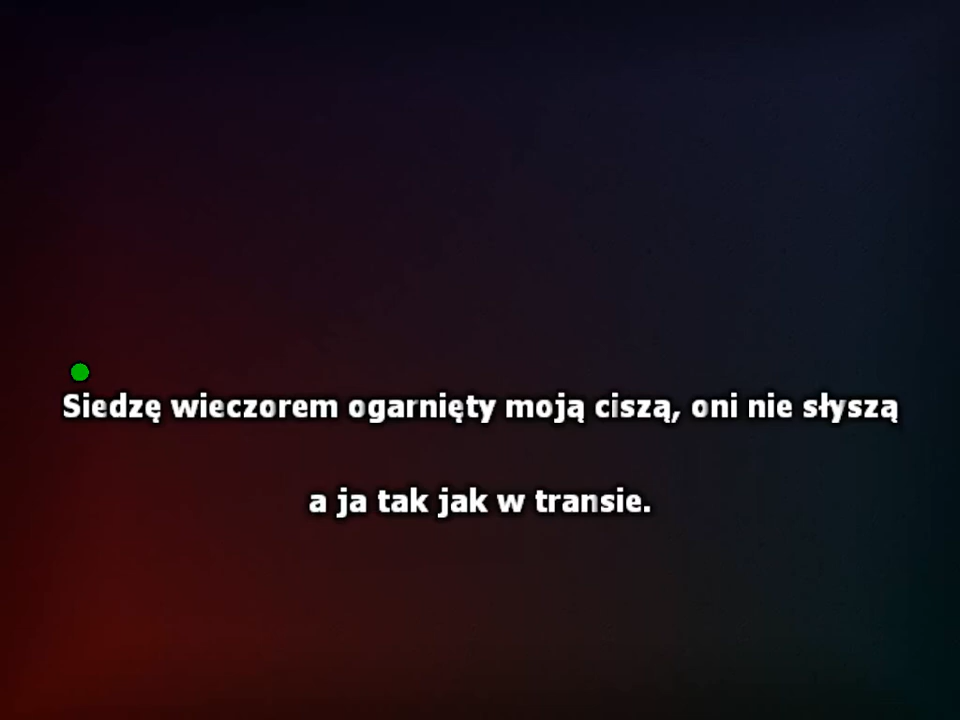 Siedzę wieczorem ogarnięty moją ciszą, oni nie słyszą
a ja tak jak w transie.